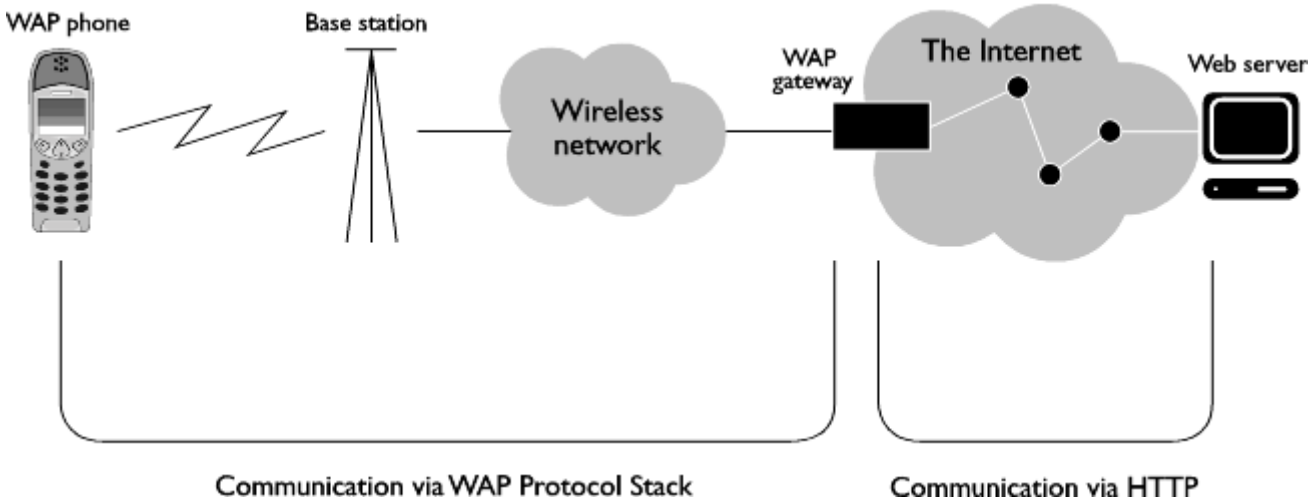 WAP phone
Base station
Wireless
network
WAP
gateway
The Internet
Web server
Communication via WAP Protocol Stack
Communication via HTTP